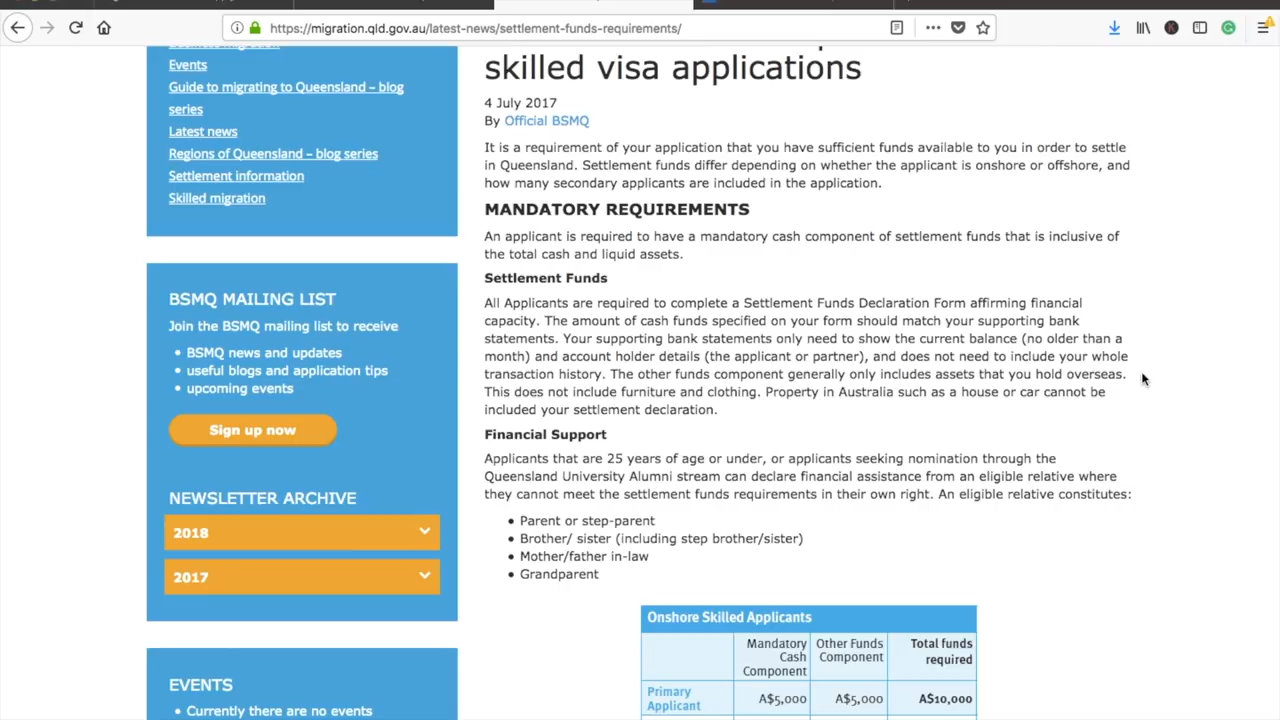 https://migration.qld.gov.au/latest-news/settlement-funds-requirements/
Events
Guide to migrating to Queensland – blog
series
Latest news
Regions of Queensland – blog series
Settlement information
Skilled migration
BSMQ MAILING LIST
Join the BSMQ mailing list to receive
• BSMQ news and updates
• useful blogs and application tips
• upcoming events
Sign up now
NEWSLETTER ARCHIVE
2018
2017
EVENTS
• Currently there are no events
skilled visa applications
4 July 2017
By Official BSMQ
It is a requirement of your application that you have sufficient funds available to you in order to settle
in Queensland. Settlement funds differ depending on whether the applicant is onshore or offshore, and
how many secondary applicants are included in the application.
MANDATORY REQUIREMENTS
An applicant is required to have a mandatory cash component of settlement funds that is inclusive of
the total cash and liquid assets.
Settlement Funds
All Applicants are required to complete a Settlement Funds Declaration Form affirming financial
capacity. The amount of cash funds specified on your form should match your supporting bank
statements. Your supporting bank statements only need to show the current balance (no older than a
month) and account holder details (the applicant or partner), and does not need to include your whole
transaction history. The other funds component generally only includes assets that you hold overseas.
This does not include furniture and clothing. Property in Australia such as a house or car cannot be
included your settlement declaration.
Financial Support
Applicants that are 25 years of age or under, or applicants seeking nomination through the
Queensland University Alumni stream can declare financial assistance from an eligible relative where
they cannot meet the settlement funds requirements in their own right. An eligible relative constitutes:
• Parent or step-parent
• Brother/ sister (including step brother/sister)
• Mother/father in-law
• Grandparent
Onshore Skilled Applicants
Mandatory Cash Component
Other Funds Component
Total funds required
Primary Applicant
A$5,000
A$5,000
A$10,000